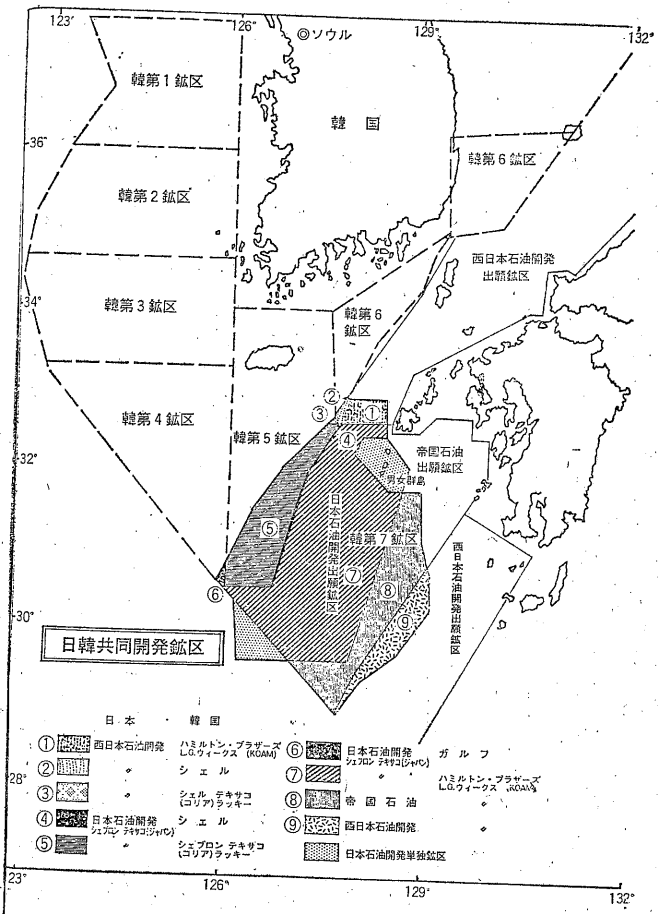 123° 126° 129° 132°
◎ソウル
韓第1鉱区
韓国
36°
韓第6鉱区
韓第2鉱区
西日本石油開発
出願鉱区
34°
韓第3鉱区
韓第6
鉱区
②
③ ①
韓第4鉱区
韓第5鉱区
④
32°
帝国石油
出願鉱区
男女群島
日本石油開発出願鉱区
⑤
韓第7鉱区
西日本石油開発出願鉱区
⑦
⑧
⑥
30°
⑨
日韓共同開発鉱区
日本・韓国
① 西日本石油開発 ハミルトン・ブラザーズ
L.G.ウィークス (KOAM)
② 〃 シェル
③ 〃 シェル テキサコ
(コリア)ラッキー
④ 日本石油開発 シェル
シェブロン テキサコ(ジャパン)
⑤ 〃 シェブロン テキサコ
(コリア)ラッキー
⑥ 日本石油開発 ガルフ
シェブロン テキサコ(ジャパン)
⑦ 〃 ハミルトン・ブラザーズ
L.G.ウィークス (KOAM)
⑧ 帝国石油 〃
⑨ 西日本石油開発 〃
日本石油開発単独鉱区
28°
123° 126° 129° 132°